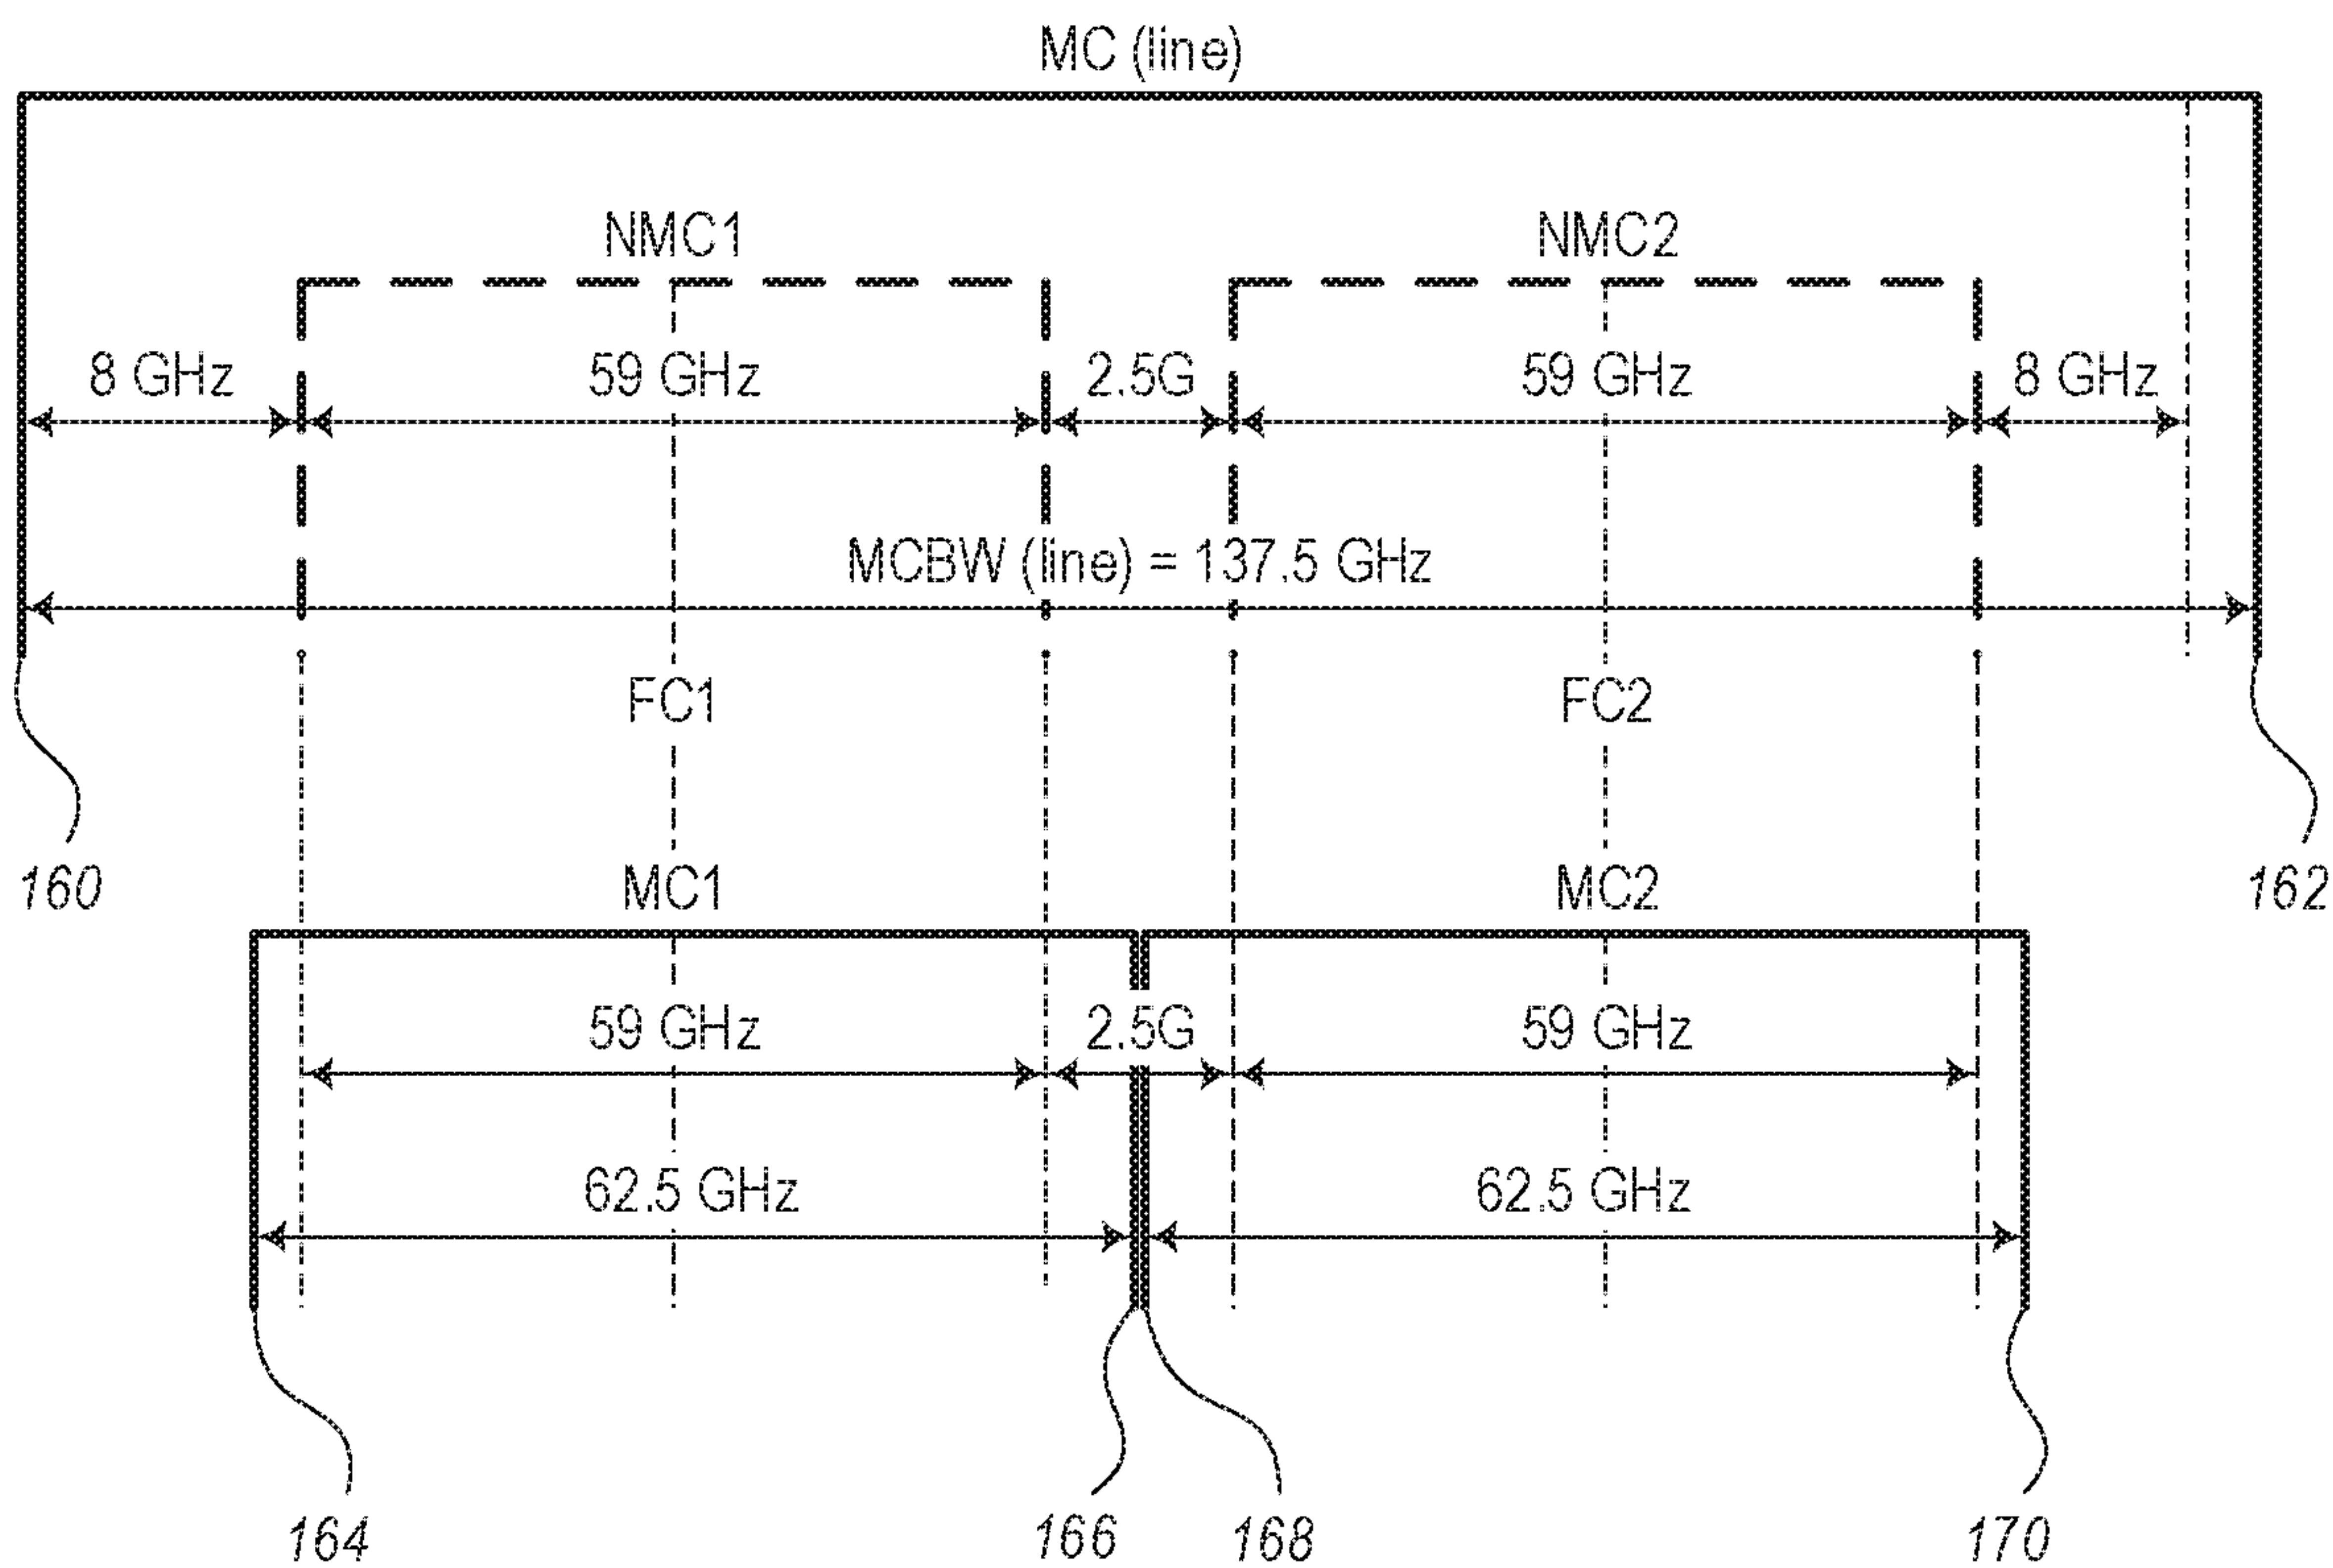 MC (line)
NMC1 NMC2
8 GHz 59 GHz 2.5G 59 GHz 8 GHz
MCBW (line) = 137.5 GHz
FC1 FC2
160 MC1 MC2 162
59 GHz 2.5G 59 GHz
62.5 GHz 62.5 GHz
164 166 168 170